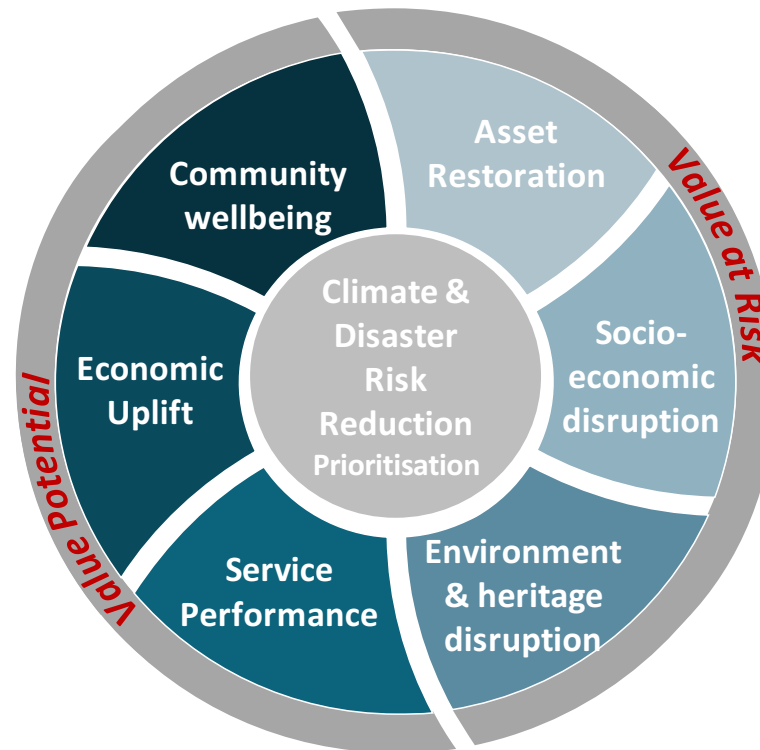 Community
wellbeing
Asset
Restoration
Value at Risk
Climate &
Disaster
Risk
Reduction
Prioritisation
Socio-
economic
disruption
Economic
Uplift
Value Potential
Service
Performance
Environment
& heritage
disruption